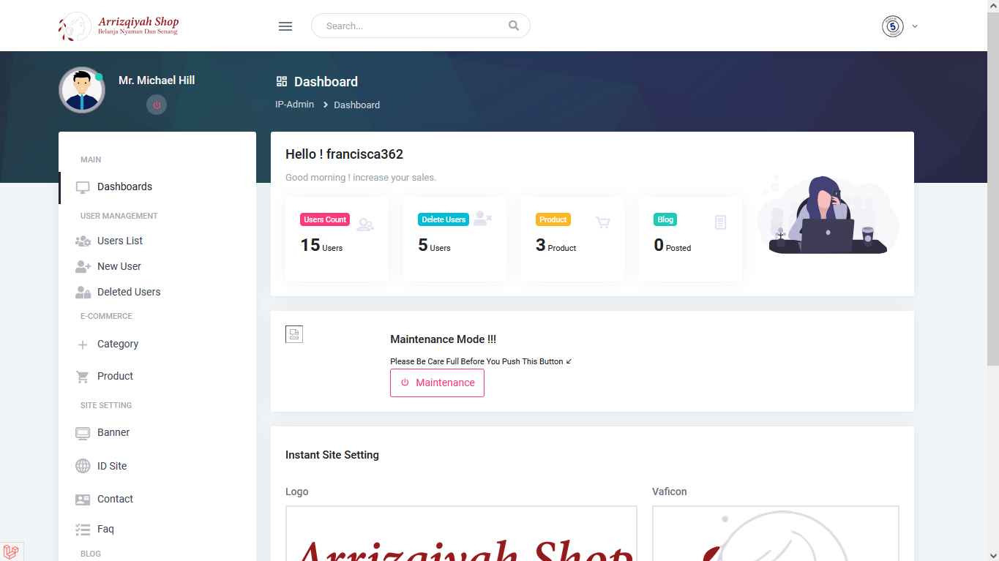 Arrizqiyah Shop
Belanja Nyaman Dan Senang
Search...
5
Mr. Michael Hill
Dashboard
IP-Admin
Dashboard
MAIN
Dashboards
USER MANAGEMENT
Users List
New User
Deleted Users
E-COMMERCE
Category
Product
SITE SETTING
Banner
ID Site
Contact
Faq
BLOG
Hello ! francisca362
Good morning ! increase your sales.
Users Count
15 Users
Delete Users
5 Users
Product
3 Product
Blog
0 Posted
Maintenance Mode !!!
Please Be Care Full Before You Push This Button ↙
Maintenance
Instant Site Setting
Logo
Vaficon
Arrizqiyah Shop